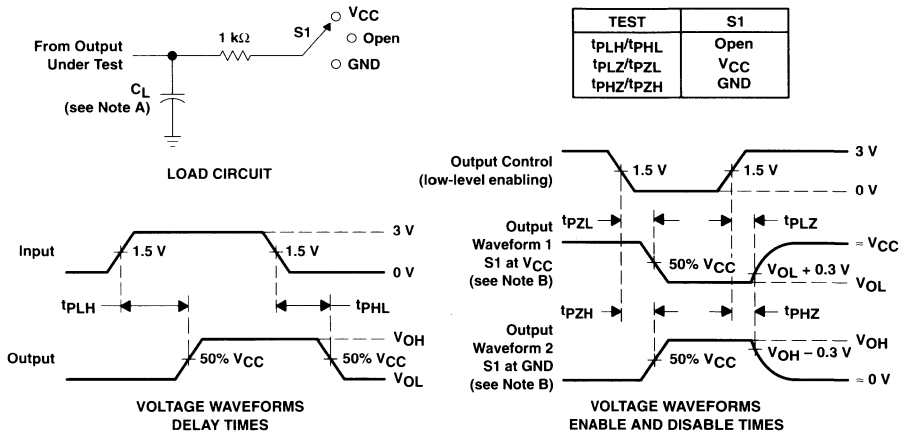 From Output
Under Test
1 kΩ
S1
VCC
Open
GND
CL
(see Note A)
LOAD CIRCUIT
TEST S1
tPLH/tPHL Open
tPLZ/tPZL VCC
tPHZ/tPZH GND
Input
1.5 V
1.5 V
3 V
0 V
tPLH
tPHL
Output
50% VCC
50% VCC
VOH
VOL
VOLTAGE WAVEFORMS
DELAY TIMES
Output Control
(low-level enabling)
1.5 V
1.5 V
3 V
0 V
tPZL
tPLZ
Output
Waveform 1
S1 at VCC
(see Note B)
50% VCC
VOL + 0.3 V
≈ VCC
VOL
tPZH
tPHZ
Output
Waveform 2
S1 at GND
(see Note B)
50% VCC
VOH − 0.3 V
VOH
≈ 0 V
VOLTAGE WAVEFORMS
ENABLE AND DISABLE TIMES